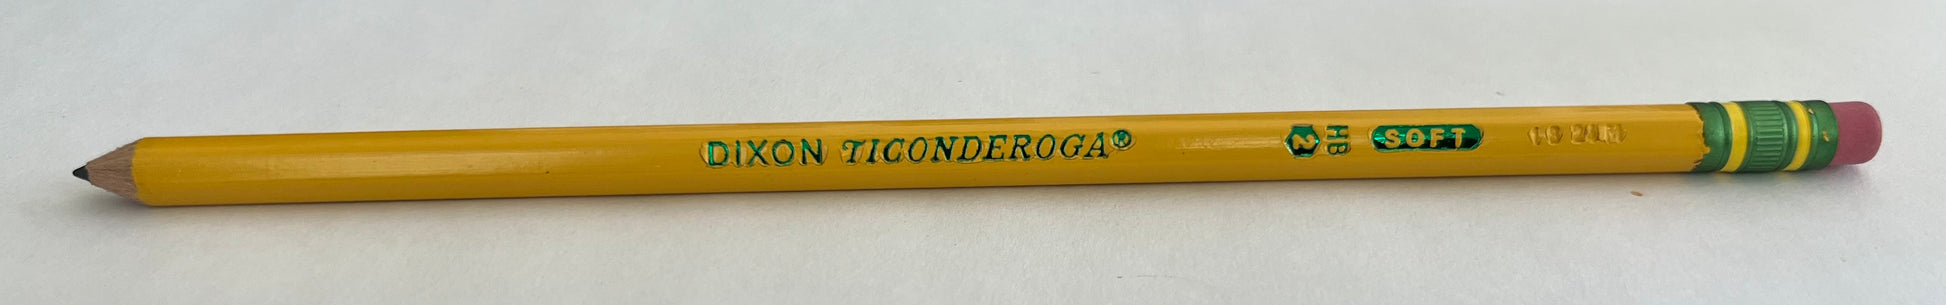 DIXON TICONDEROGA® 2 HB SOFT